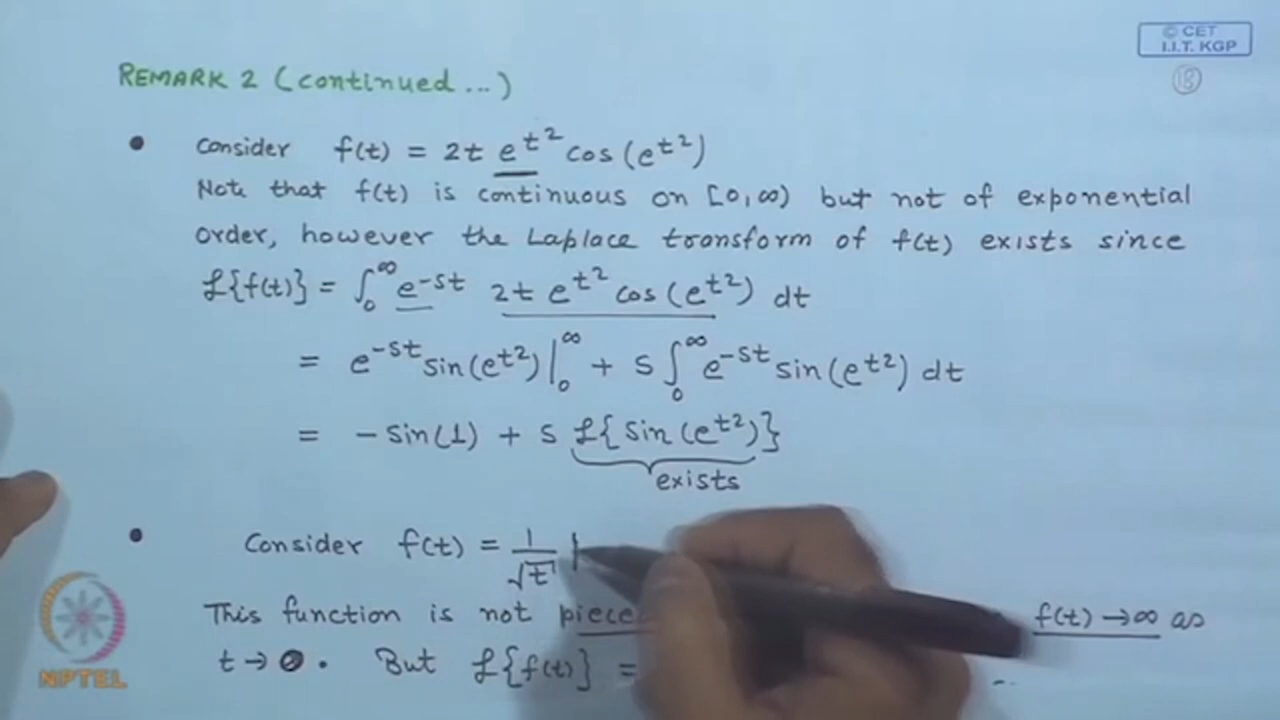 © CET
I.I.T. KGP
18
REMARK 2 (continued ...)
• Consider f(t) = 2t e^{t^2} cos(e^{t^2})
Note that f(t) is continuous on [0,∞) but not of exponential
order, however the Laplace transform of f(t) exists since
ℒ{f(t)} = ∫_0^∞ e^{-st} 2t e^{t^2} cos(e^{t^2}) dt
= e^{-st} sin(e^{t^2}) |_0^∞ + s ∫_0^∞ e^{-st} sin(e^{t^2}) dt
= - sin(1) + s ℒ{sin(e^{t^2})}
exists
• Consider f(t) = 1/√t
This function is not f(t) → ∞ as
t → 0. But ℒ{f(t)} =
NPTEL